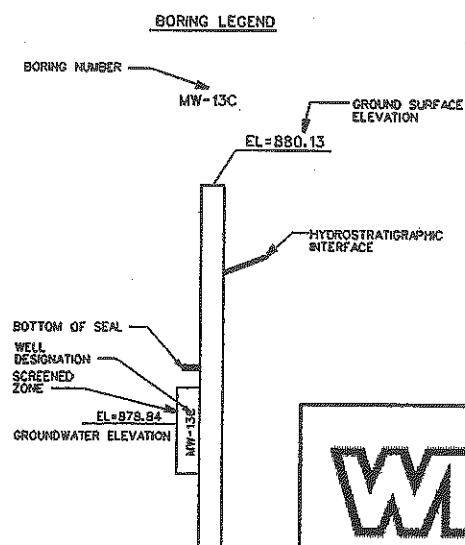 BORING LEGEND
BORING NUMBER
MW-13C
GROUND SURFACE
ELEVATION
EL=880.13
HYDROSTRATIGRAPHIC
INTERFACE
BOTTOM OF SEAL
WELL
DESIGNATION
SCREENED
ZONE
EL=878.84
MW-13C
GROUNDWATER ELEVATION